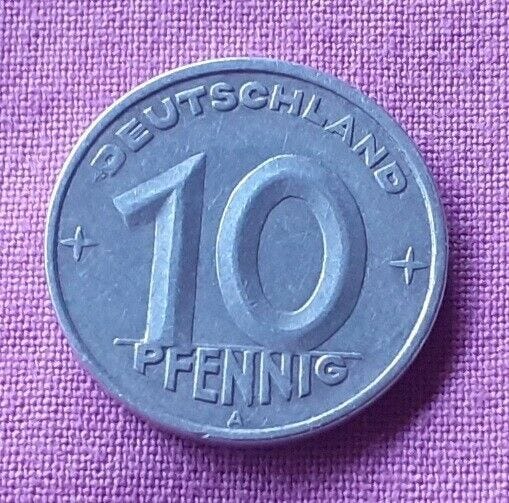 DEUTSCHLAND
10
PFENNIG
A